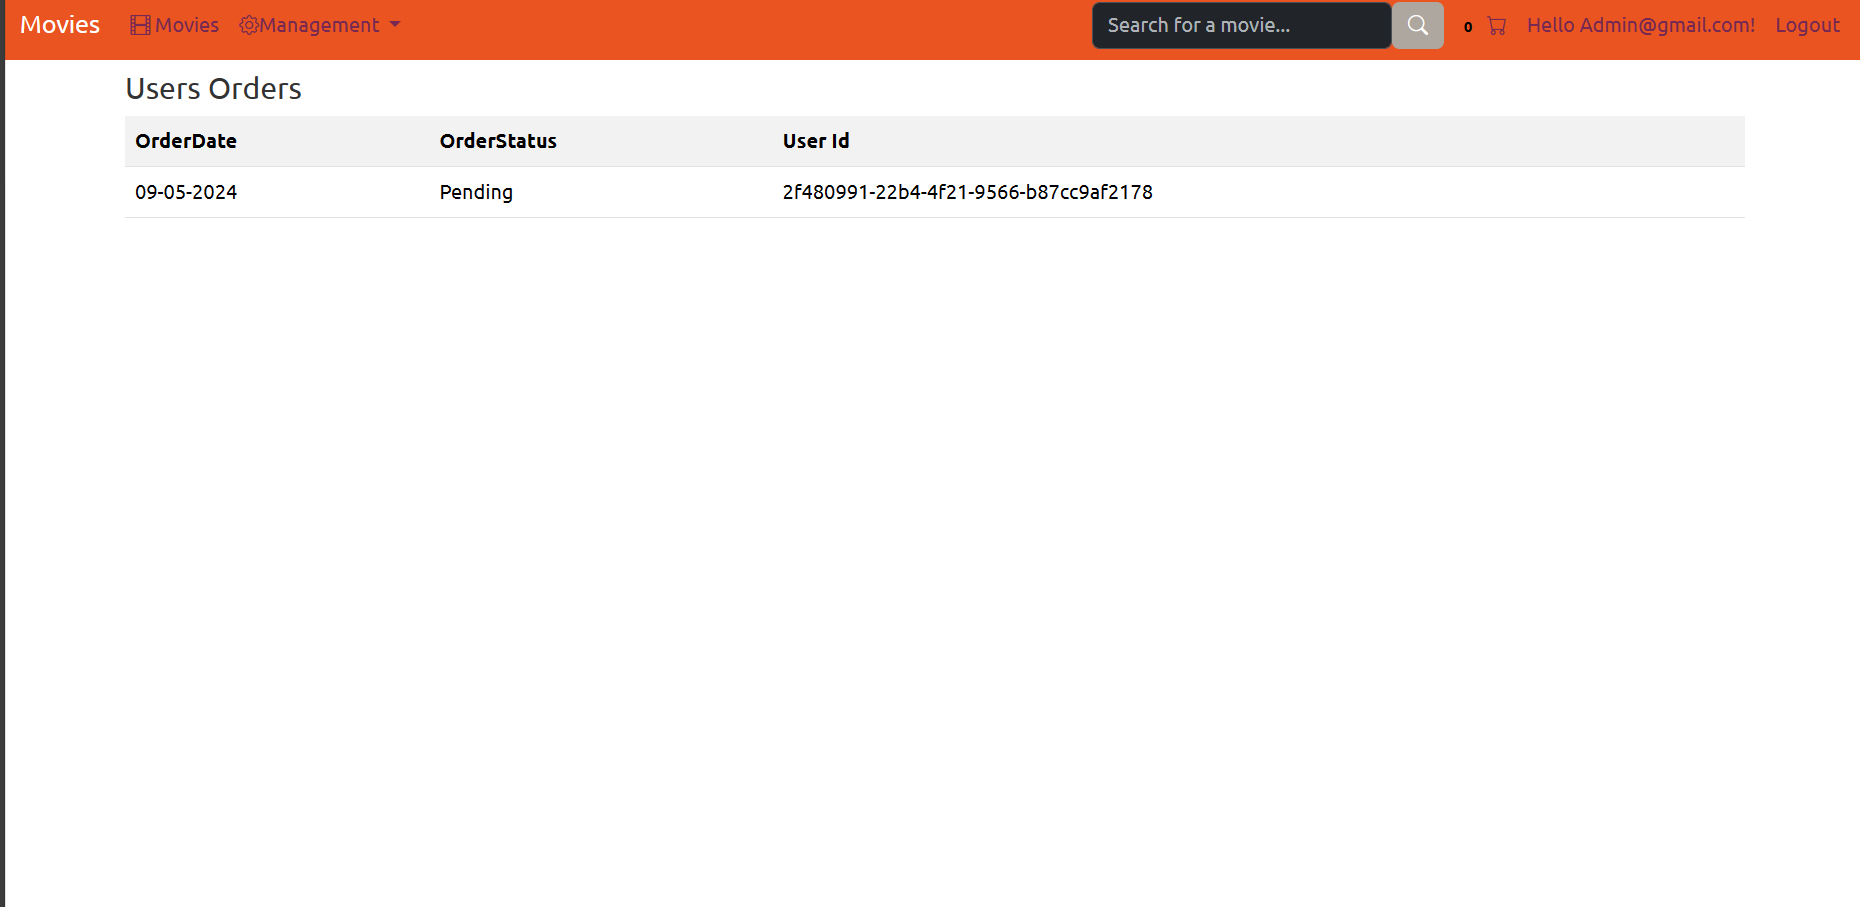 Movies Movies Management Search for a movie... 0 Hello Admin@gmail.com! Logout
Users Orders
OrderDate OrderStatus User Id
09-05-2024 Pending 2f480991-22b4-4f21-9566-b87cc9af2178